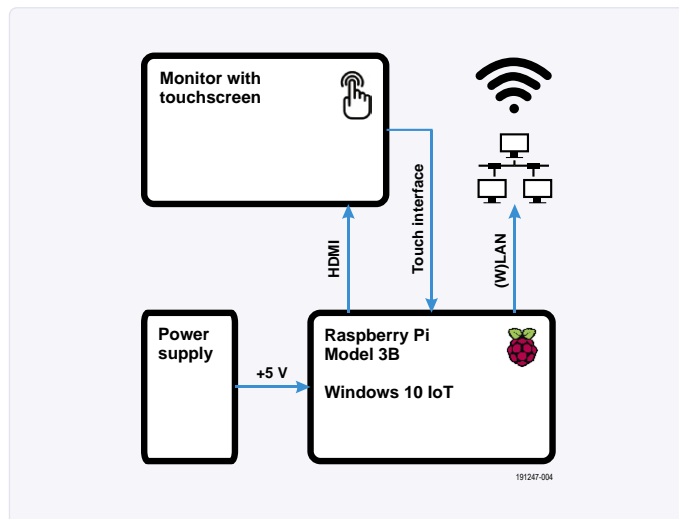 Monitor with
touchscreen
HDMI
Touch interface
(W)LAN
Power
supply
+5 V
Raspberry Pi
Model 3B
Windows 10 IoT
191247-004